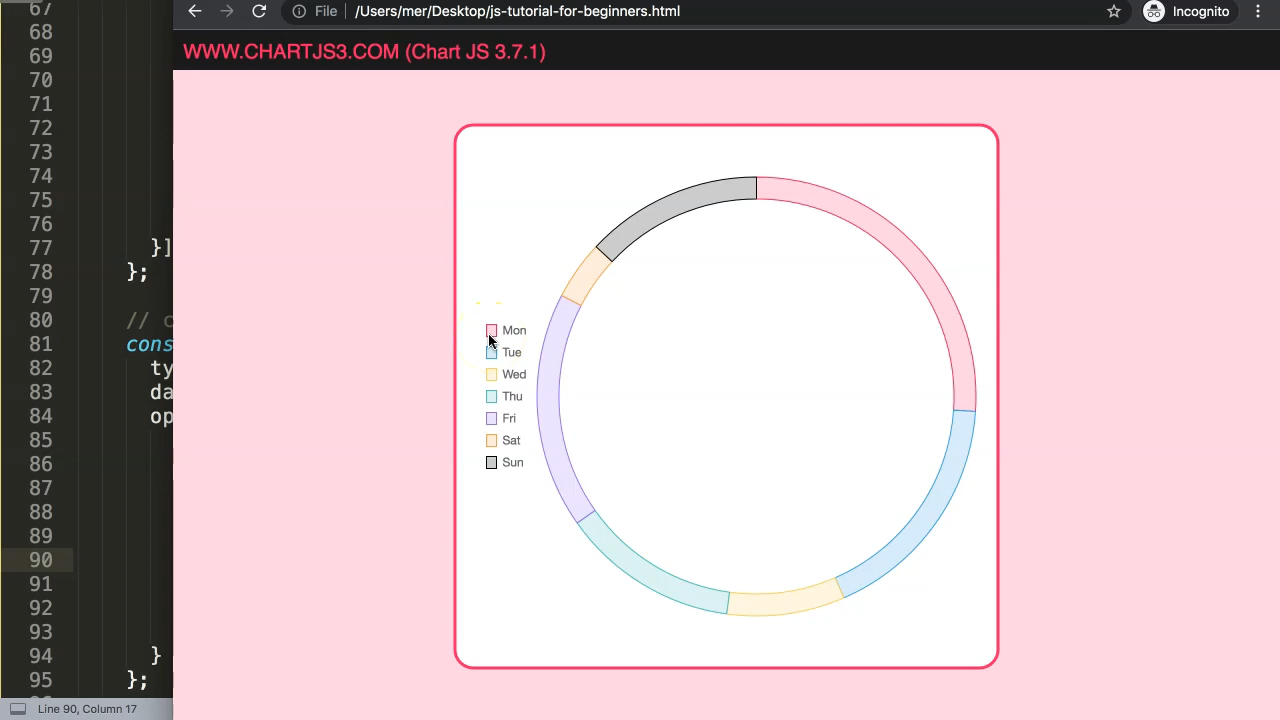 67
68
69
70
71
72
73
74
75
76
77 }]
78 };
79
80 // c
81 cons
82 ty
83 da
84 op
85
86
87
88
89
90
91
92
93
94 }
95 };
Line 90, Column 17
File /Users/mer/Desktop/js-tutorial-for-beginners.html Incognito
WWW.CHARTJS3.COM (Chart JS 3.7.1)
Mon
Tue
Wed
Thu
Fri
Sat
Sun